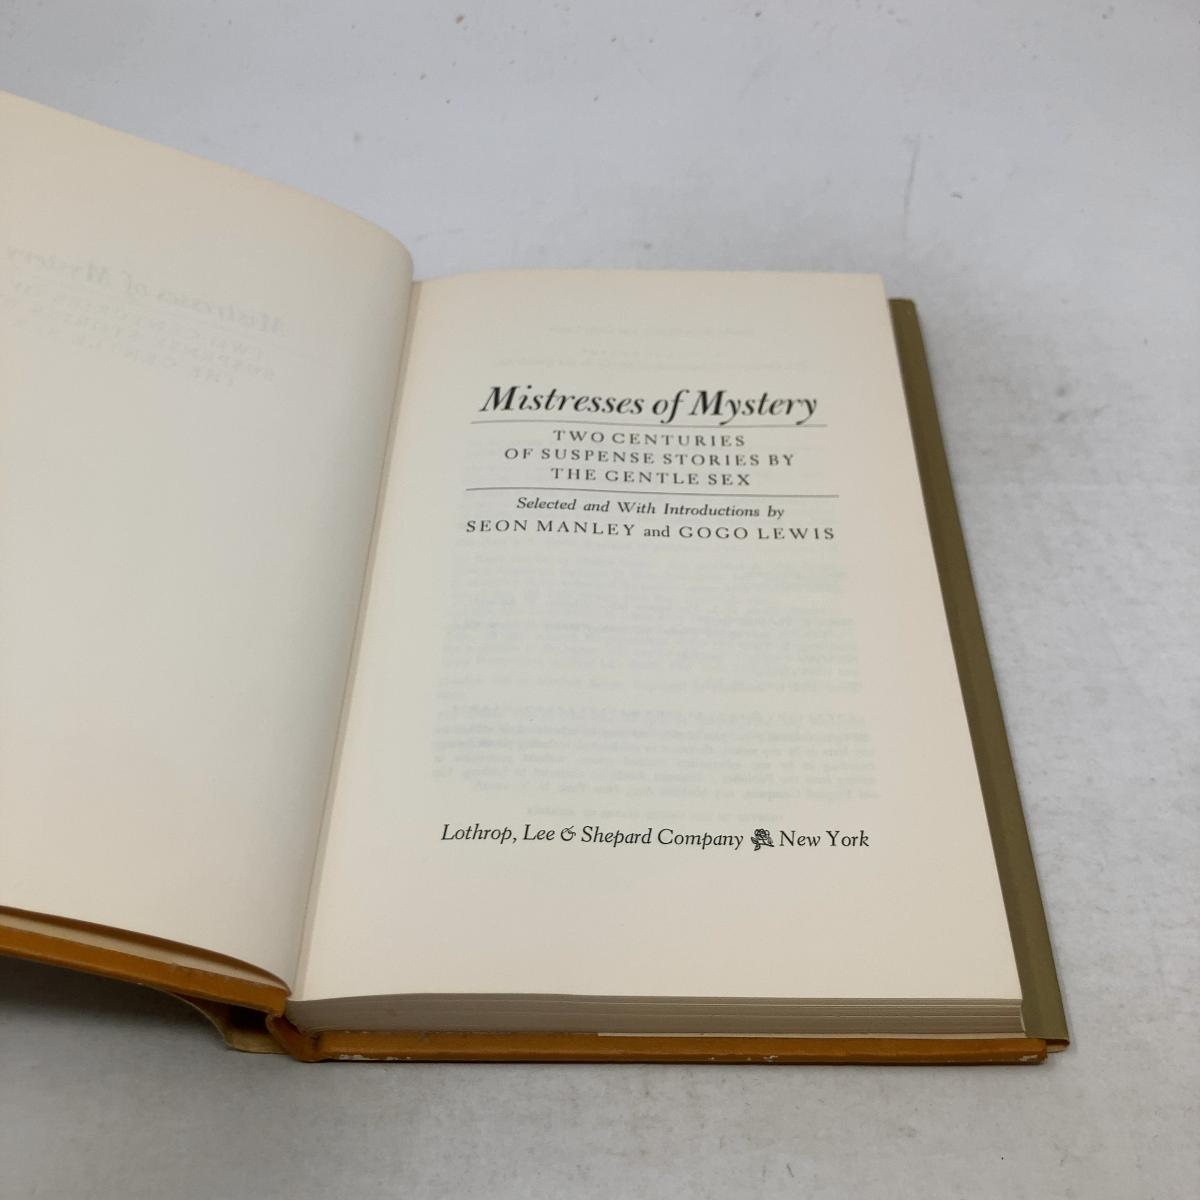 Mistresses of Mystery
TWO CENTURIES
OF SUSPENSE STORIES BY
THE GENTLE SEX
Selected and With Introductions by
SEON MANLEY and GOGO LEWIS
Lothrop, Lee & Shepard Company New York